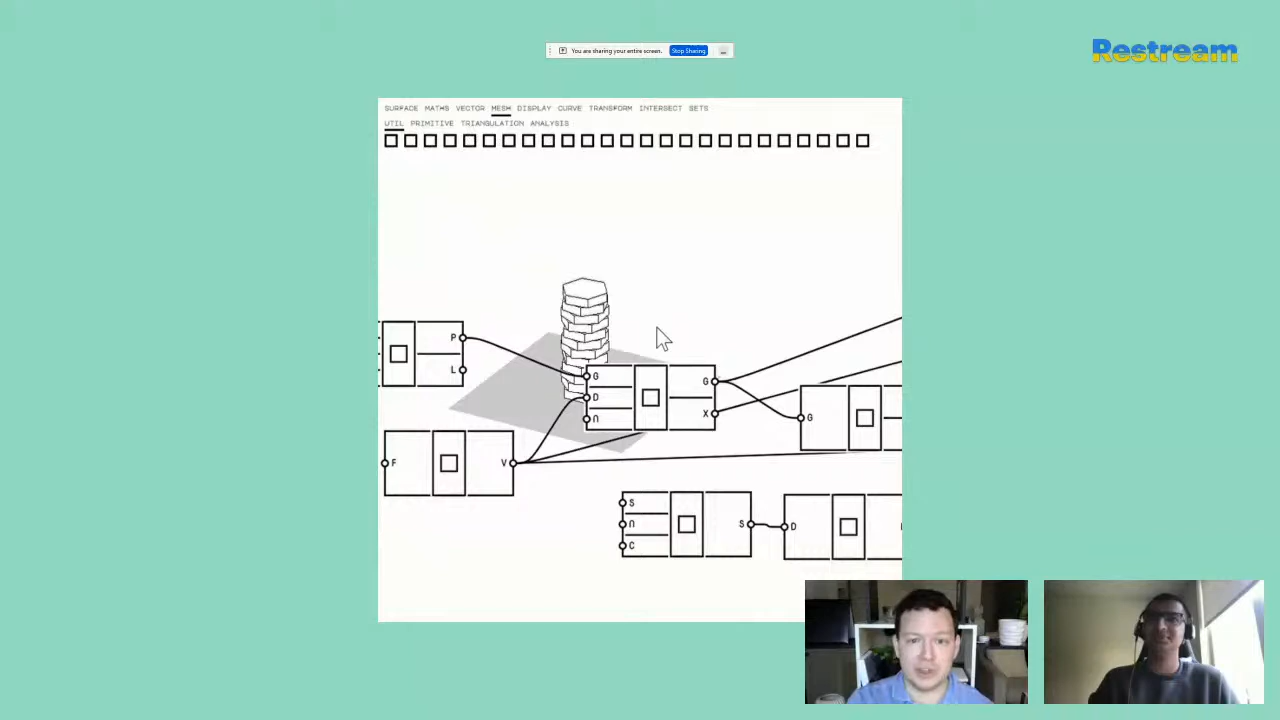 You are sharing your entire screen. Stop Sharing
Restream
SURFACE MATHS VECTOR MESH DISPLAY CURVE TRANSFORM INTERSECT SETS
UTIL PRIMITIVE TRIANGULATION ANALYSIS
P
L
G
D
G
X
G
F
V
S
C
S
D